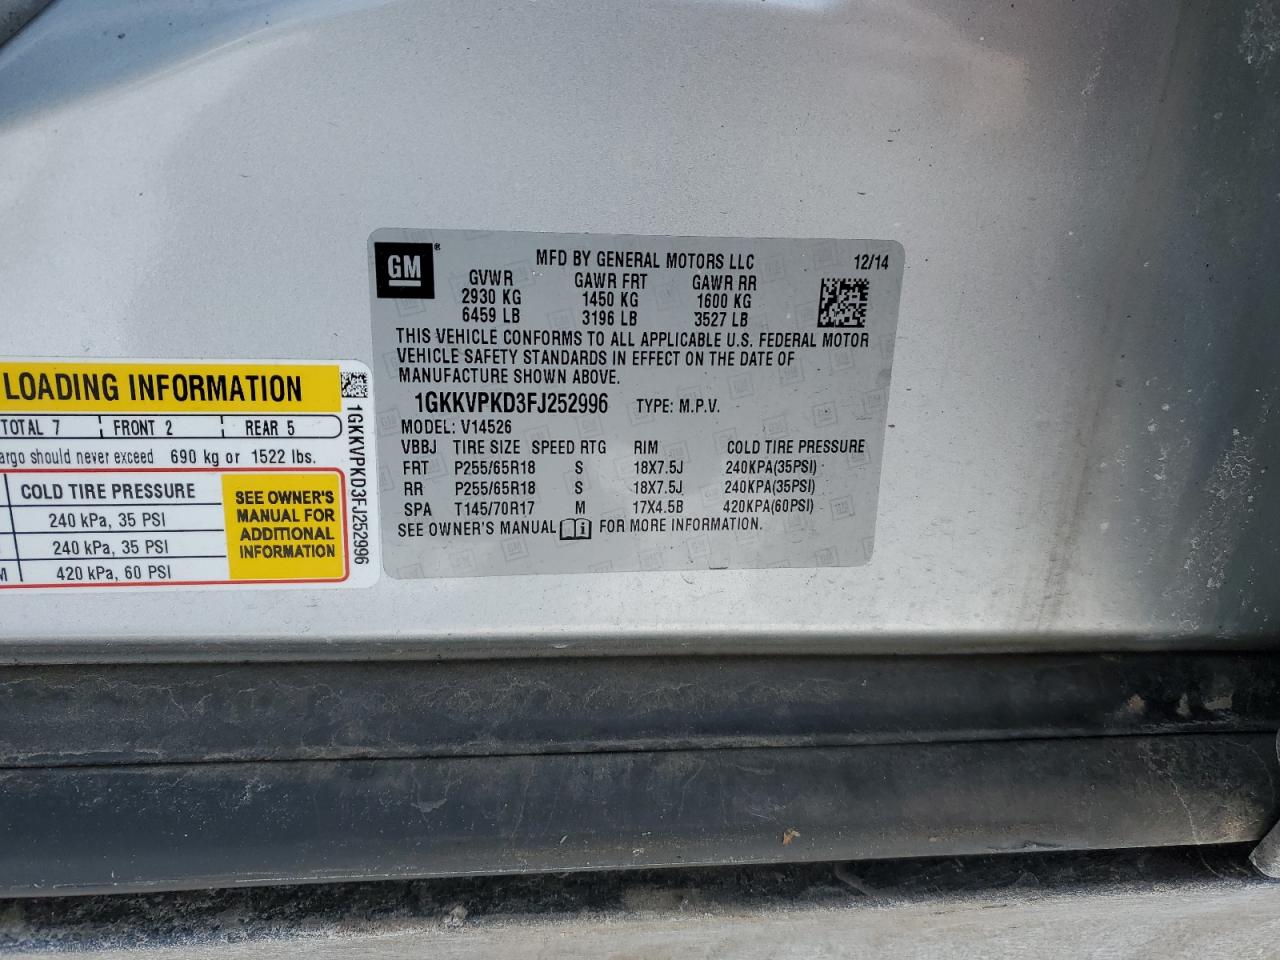 GM®
MFD BY GENERAL MOTORS LLC 12/14
GVWR GAWR FRT GAWR RR
2930 KG 1450 KG 1600 KG
6459 LB 3196 LB 3527 LB
THIS VEHICLE CONFORMS TO ALL APPLICABLE U.S. FEDERAL MOTOR
VEHICLE SAFETY STANDARDS IN EFFECT ON THE DATE OF
MANUFACTURE SHOWN ABOVE.
1GKKVPKD3FJ252996 TYPE: M.P.V.
MODEL: V14526
VBBJ TIRE SIZE SPEED RTG RIM COLD TIRE PRESSURE
FRT P255/65R18 S 18X7.5J 240KPA(35PSI)
RR P255/65R18 S 18X7.5J 240KPA(35PSI)
SPA T145/70R17 M 17X4.5B 420KPA(60PSI)
SEE OWNER'S MANUAL i FOR MORE INFORMATION.
LOADING INFORMATION
TOTAL 7 FRONT 2 REAR 5
should never exceed 690 kg or 1522 lbs.
COLD TIRE PRESSURE
240 kPa, 35 PSI
240 kPa, 35 PSI
M 420 kPa, 60 PSI
SEE OWNER'S
MANUAL FOR
ADDITIONAL
INFORMATION
1GKKVPKD3FJ252996